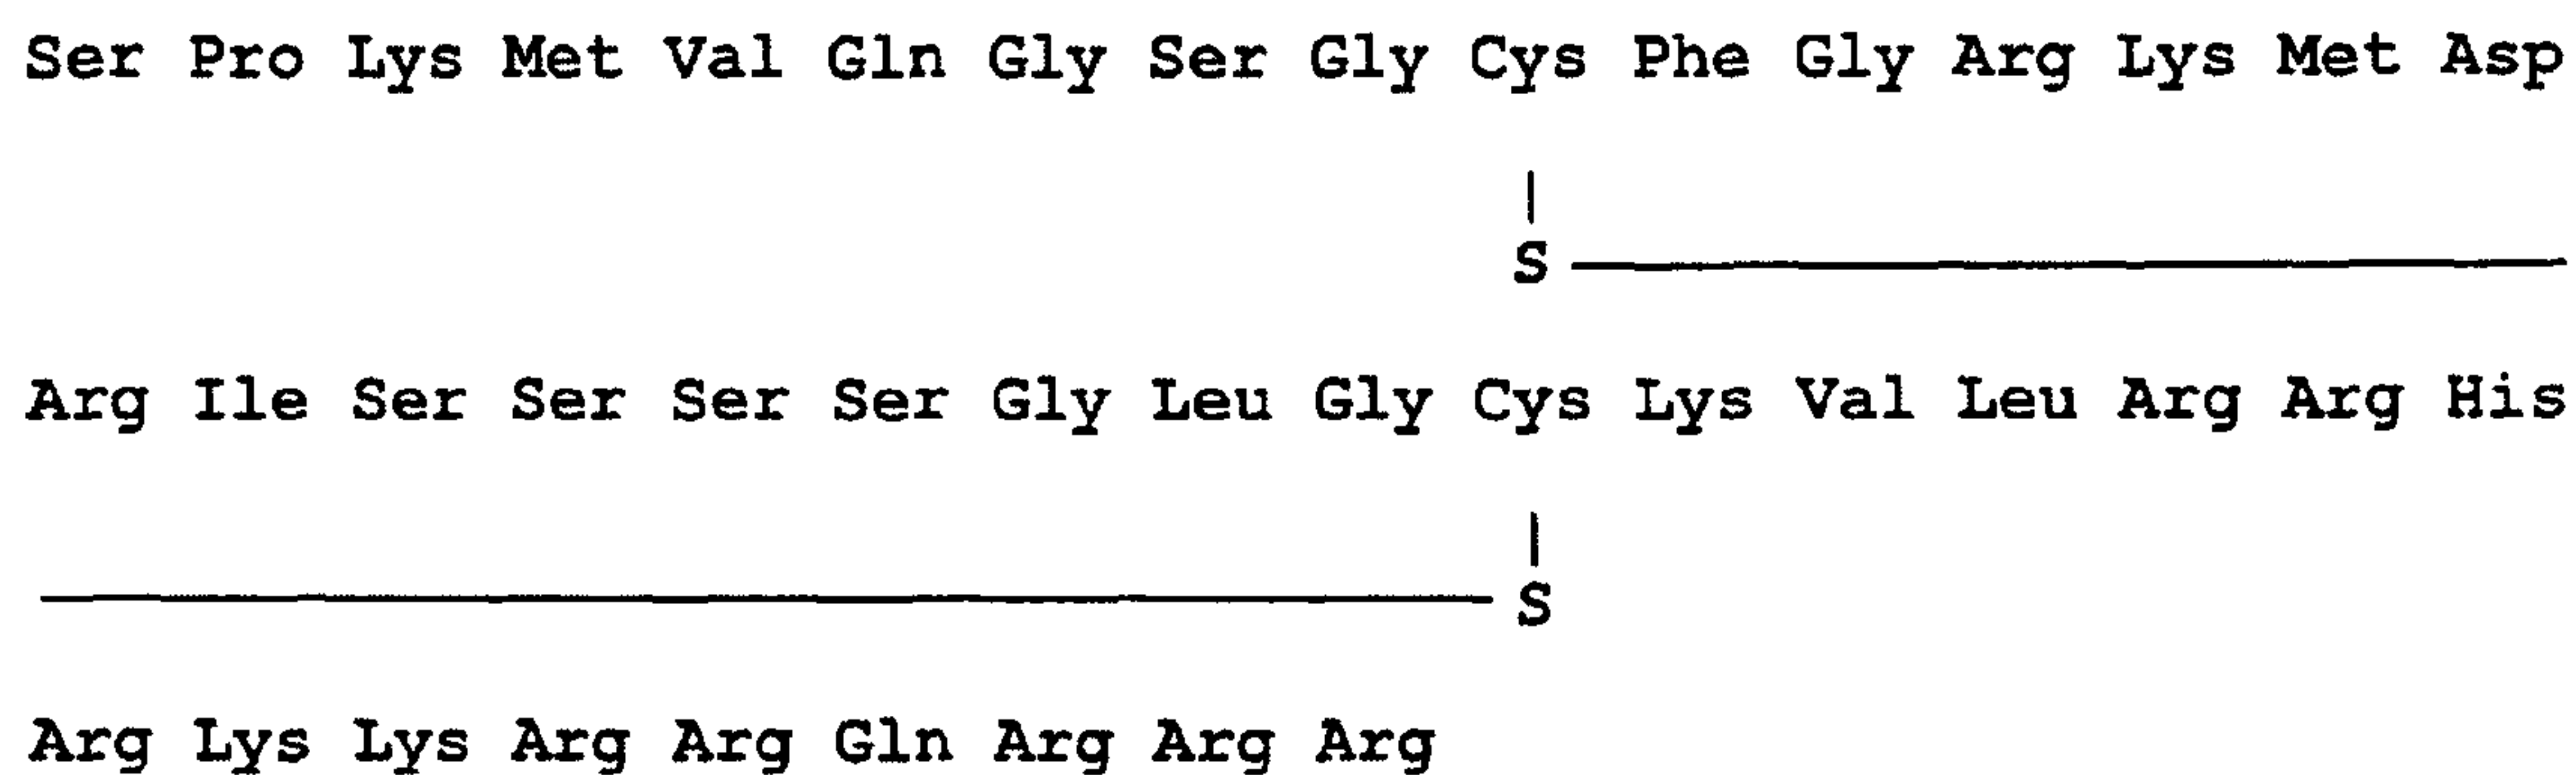 Ser Pro Lys Met Val Gln Gly Ser Gly Cys Phe Gly Arg Lys Met Asp
S
Arg Ile Ser Ser Ser Ser Gly Leu Gly Cys Lys Val Leu Arg Arg His
S
Arg Lys Lys Arg Arg Gln Arg Arg Arg